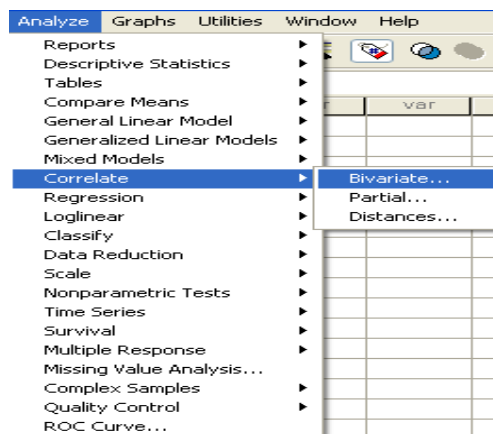 Analyze Graphs Utilities Window Help
Reports
Descriptive Statistics
Tables
Compare Means
var
General Linear Model
Generalized Linear Models
Mixed Models
Correlate
Bivariate...
Regression
Partial...
Loglinear
Distances...
Classify
Data Reduction
Scale
Nonparametric Tests
Time Series
Survival
Multiple Response
Missing Value Analysis...
Complex Samples
Quality Control
ROC Curve...